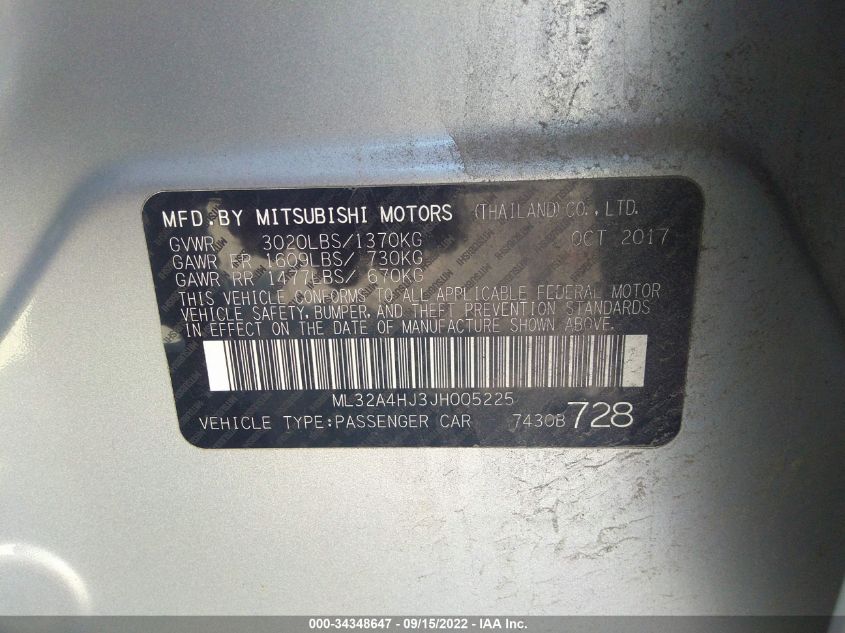 MFD.BY MITSUBISHI MOTORS (THAILAND) CO.,LTD.
GVWR 3020LBS/1370KG OCT 2017
GAWR FR 1609LBS/ 730KG
GAWR RR 1477LBS/ 670KG
THIS VEHICLE CONFORMS TO ALL APPLICABLE FEDERAL MOTOR
VEHICLE SAFETY, BUMPER, AND THEFT PREVENTION STANDARDS
IN EFFECT ON THE DATE OF MANUFACTURE SHOWN ABOVE.
ML32A4HJ3JH005225
VEHICLE TYPE:PASSENGER CAR 7430B 728
000-34348647 - 09/15/2022 - IAA Inc.